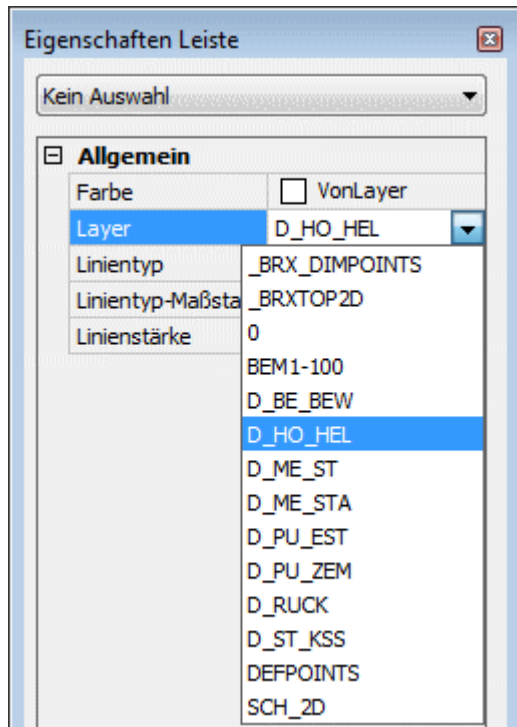 Eigenschaften Leiste
Kein Auswahl
Allgemein
Farbe VonLayer
Layer D_HO_HEL
Linientyp _BRX_DIMPOINTS
Linientyp-Maßsta _BRXTOP2D
Linienstärke 0
BEM1-100
D_BE_BEW
D_HO_HEL
D_ME_ST
D_ME_STA
D_PU_EST
D_PU_ZEM
D_RUCK
D_ST_KSS
DEFPOINTS
SCH_2D